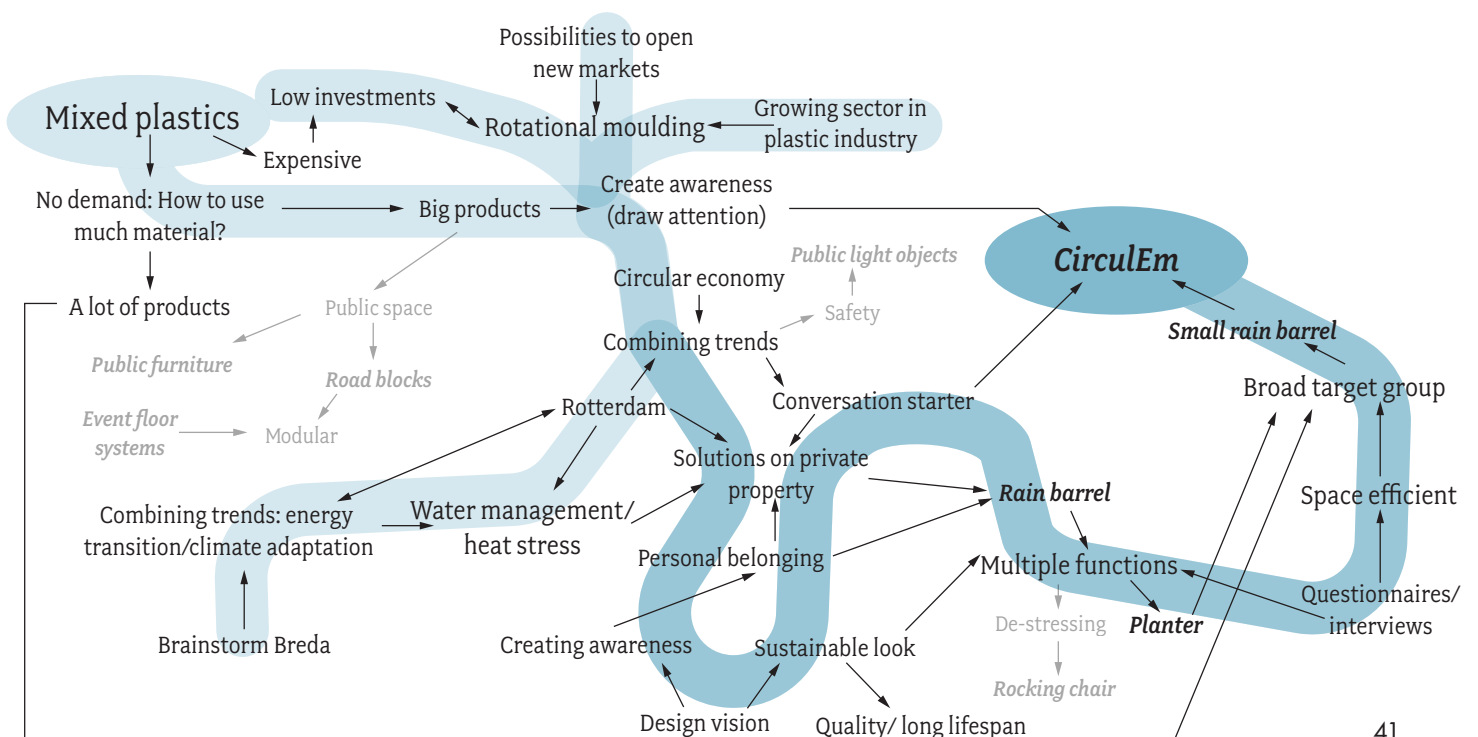 Possibilities to open
new markets
Mixed plastics
Low investments
Rotational moulding
Growing sector in
plastic industry
Expensive
No demand: How to use
much material?
Big products
Create awareness
(draw attention)
CirculEm
Public light objects
Circular economy
A lot of products
Public space
Safety
Small rain barrel
Combining trends
Public furniture
Road blocks
Broad target group
Rotterdam
Conversation starter
Event floor
systems
Modular
Solutions on private
property
Rain barrel
Space efficient
Combining trends: energy
transition/climate adaptation
Water management/
heat stress
Personal belonging
Multiple functions
Questionnaires/
interviews
Brainstorm Breda
Creating awareness
Sustainable look
De-stressing
Planter
Rocking chair
Design vision
Quality/ long lifespan
41